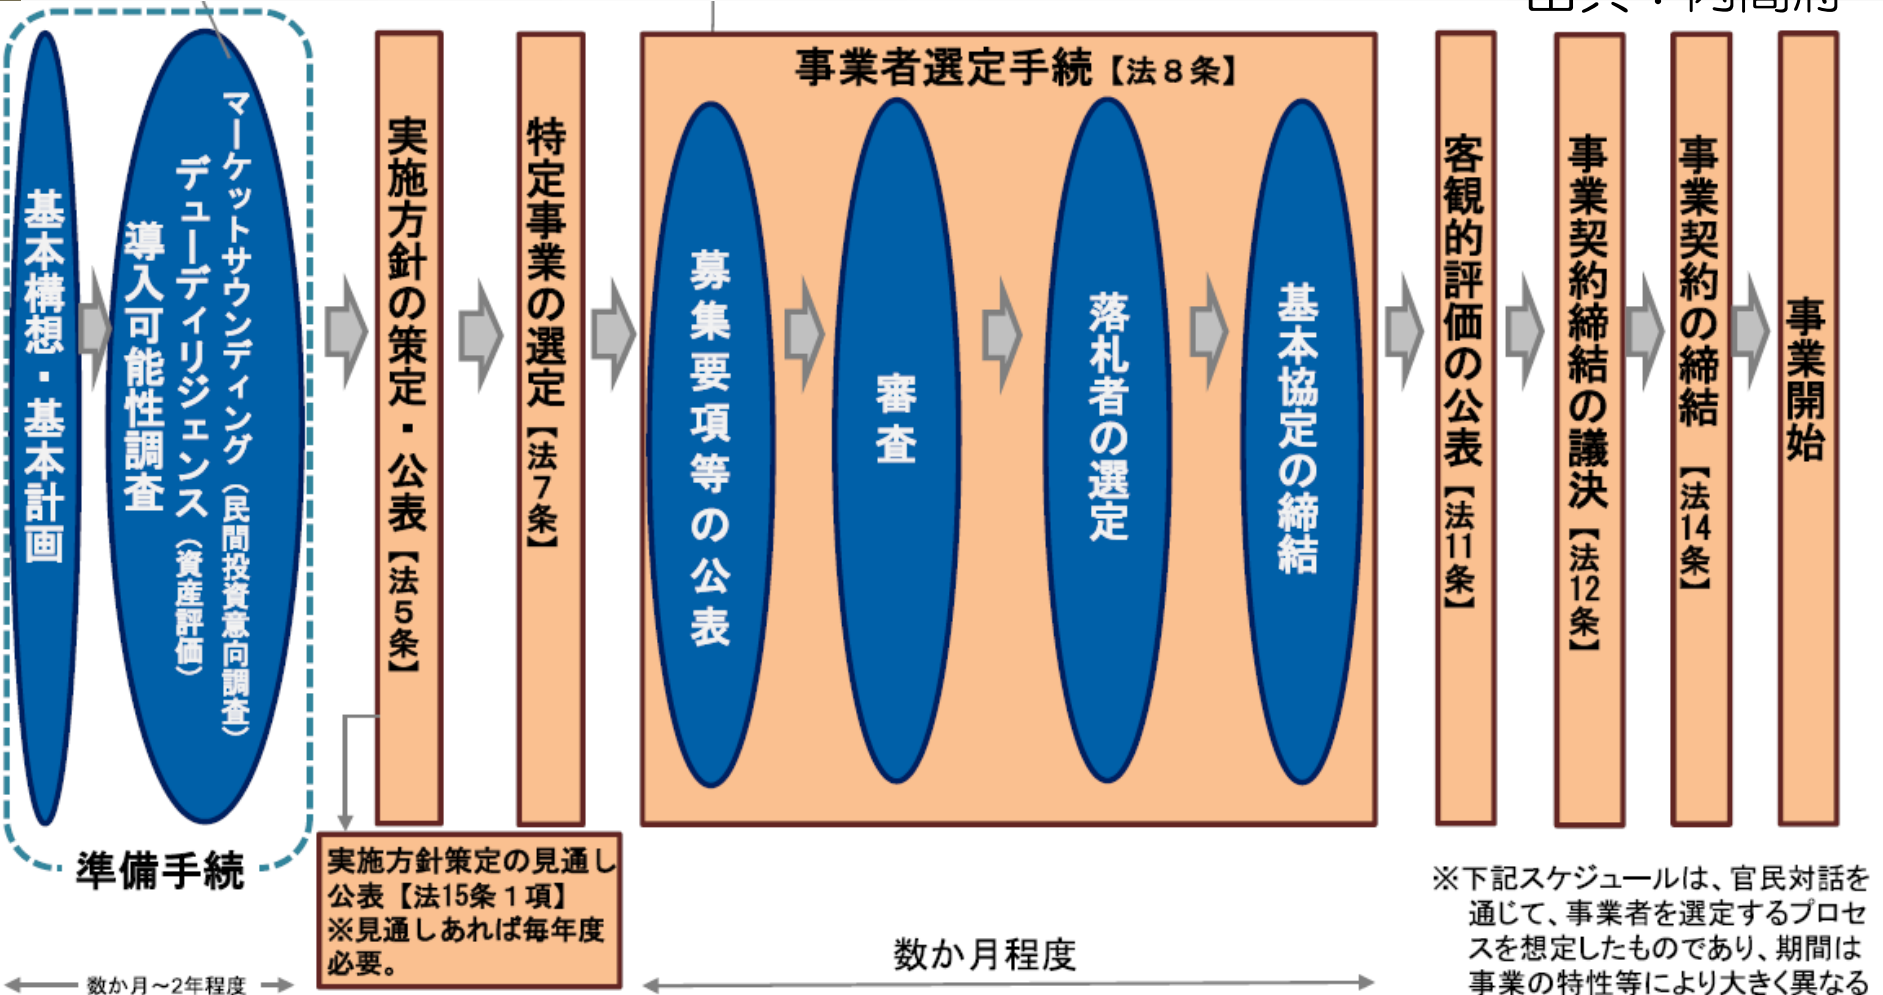 出典：内閣府
基本構想・基本計画
マーケットサウンディング（民間投資意向調査）
デューディリジェンス（資産評価）
導入可能性調査
準備手続
数か月～2年程度
実施方針の策定・公表【法５条】
実施方針策定の見通し
公表【法15条１項】
※見通しあれば毎年度
必要。
特定事業の選定【法７条】
事業者選定手続【法８条】
募集要項等の公表
審査
落札者の選定
基本協定の締結
数か月程度
客観的評価の公表【法11条】
事業契約締結の議決【法12条】
事業契約の締結【法14条】
事業開始
※下記スケジュールは、官民対話を
通じて、事業者を選定するプロセ
スを想定したものであり、期間は
事業の特性等により大きく異なる